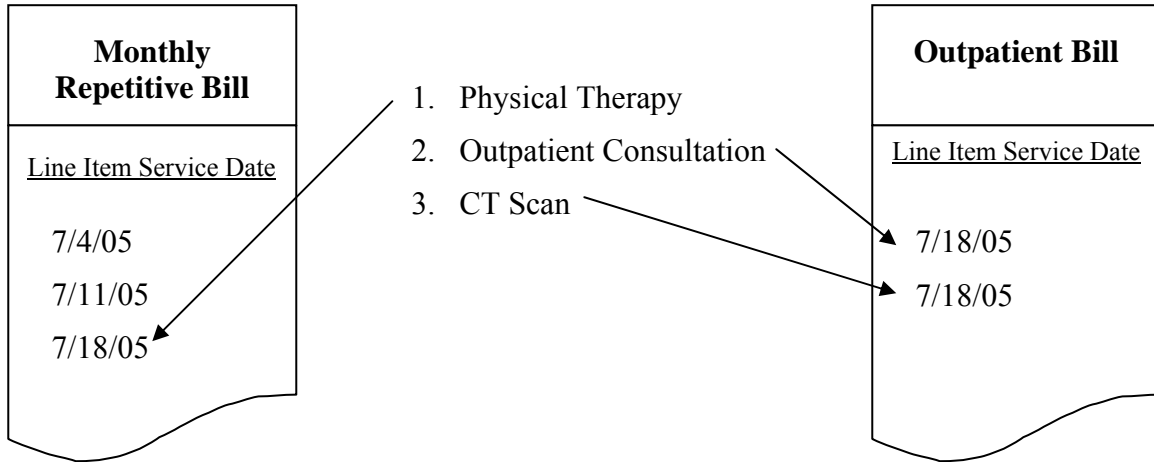 Monthly
Repetitive Bill
Line Item Service Date
7/4/05
7/11/05
7/18/05
1. Physical Therapy
2. Outpatient Consultation
3. CT Scan
Outpatient Bill
Line Item Service Date
7/18/05
7/18/05